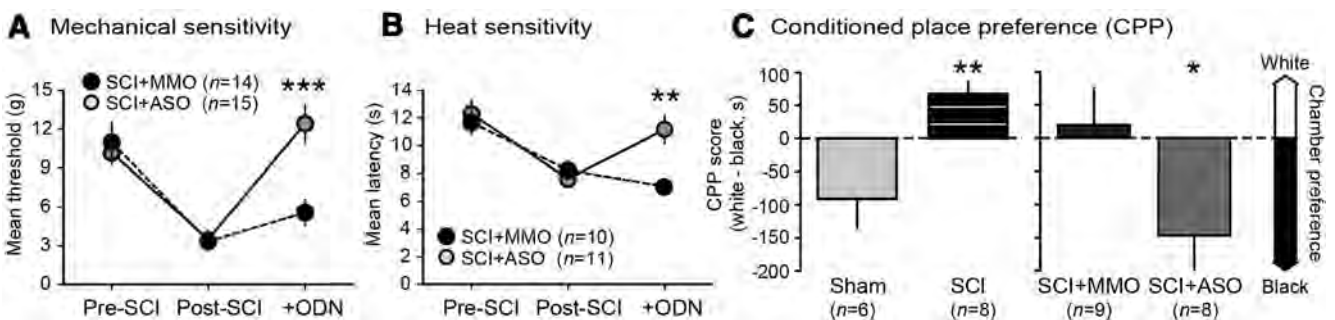 A Mechanical sensitivity
SCI+MMO (n=14)
SCI+ASO (n=15)
***
Mean threshold (g)
15
12
9
6
3
0
Pre-SCI Post-SCI +ODN
B Heat sensitivity
**
Mean latency (s)
14
12
10
8
6
4
2
0
SCI+MMO (n=10)
SCI+ASO (n=11)
Pre-SCI Post-SCI +ODN
C Conditioned place preference (CPP)
CPP score
(white - black, s)
100
50
0
-50
-100
-150
-200
**
*
Sham
(n=6)
SCI
(n=8)
SCI+MMO
(n=9)
SCI+ASO
(n=8)
White
Chamber preference
Black